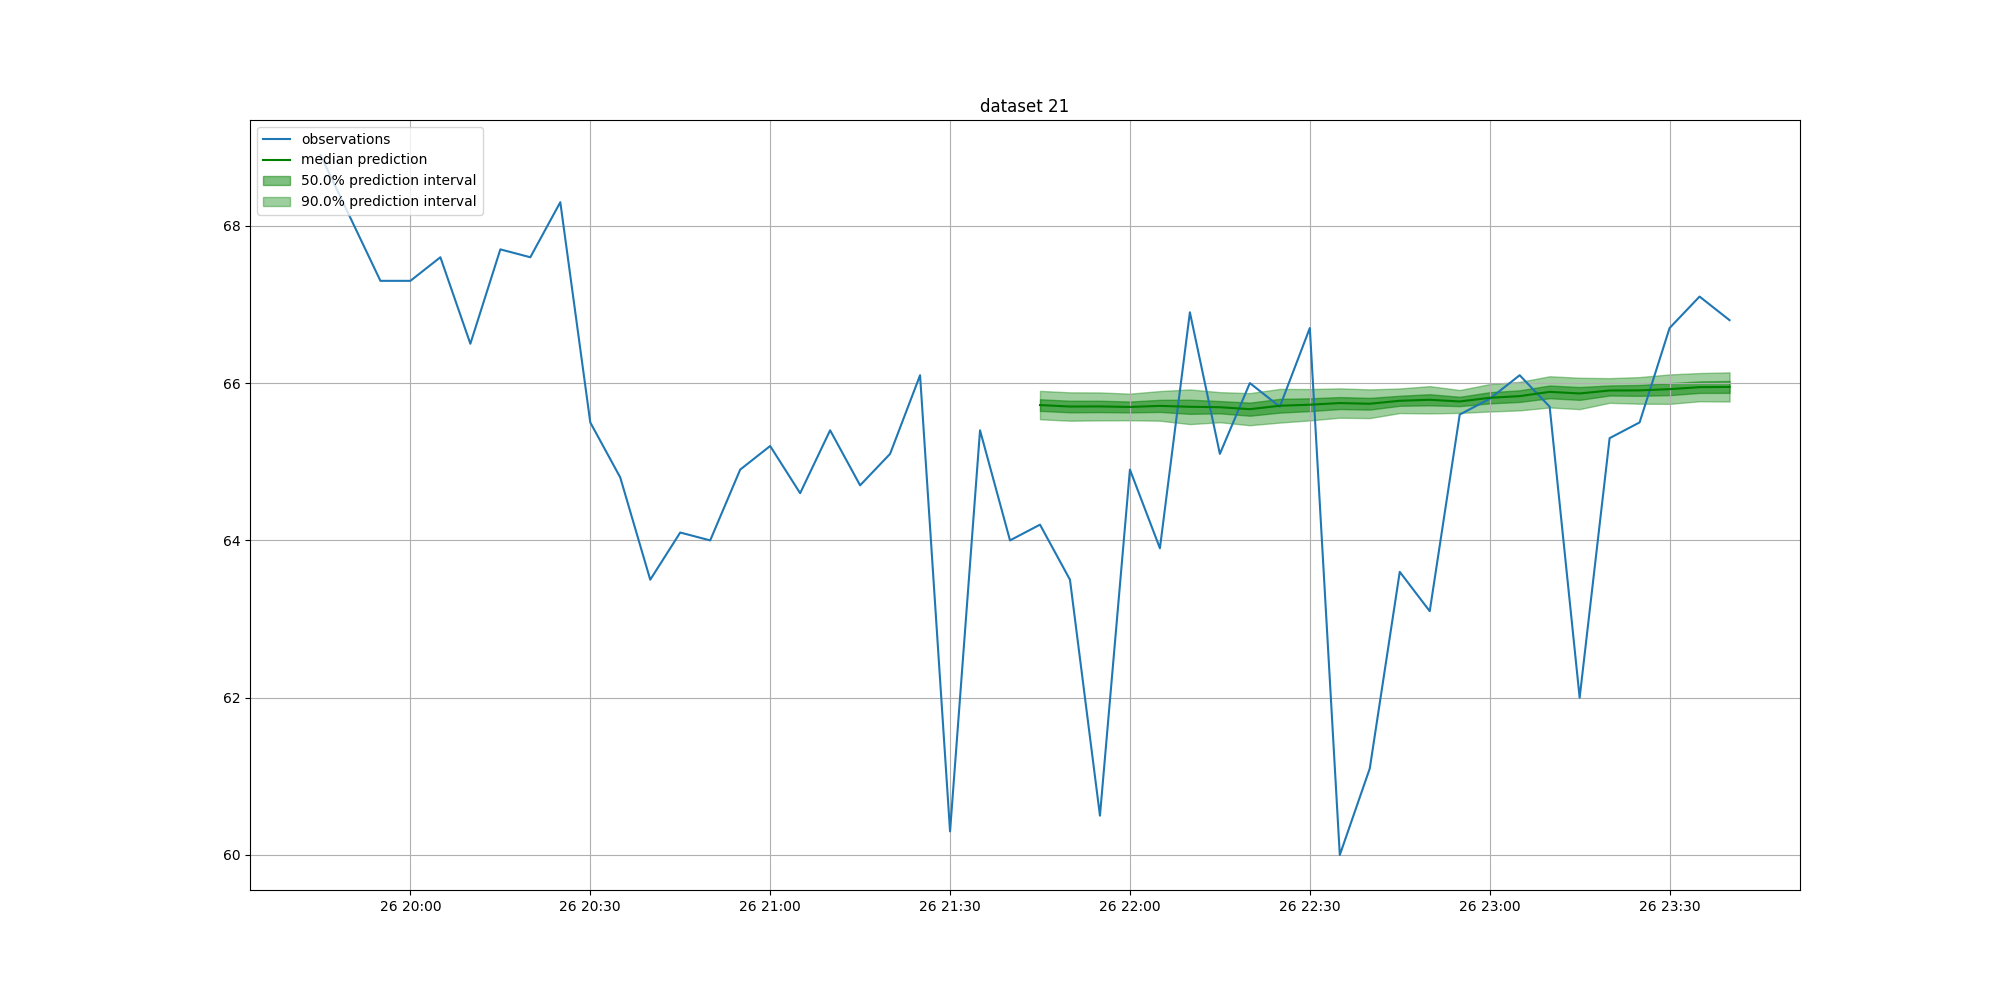 dataset 21
observations
median prediction
50.0% prediction interval
90.0% prediction interval
68
66
64
62
60
26 20:00
26 20:30
26 21:00
26 21:30
26 22:00
26 22:30
26 23:00
26 23:30